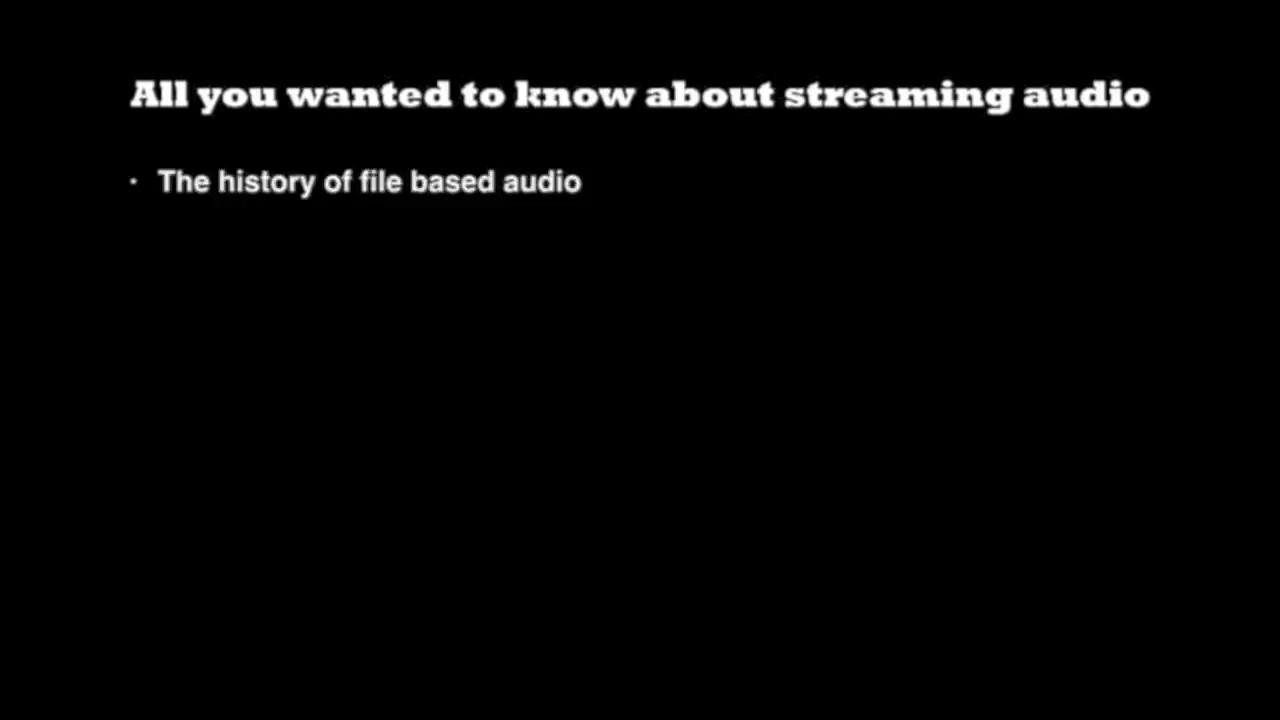 All you wanted to know about streaming audio
• The history of file based audio